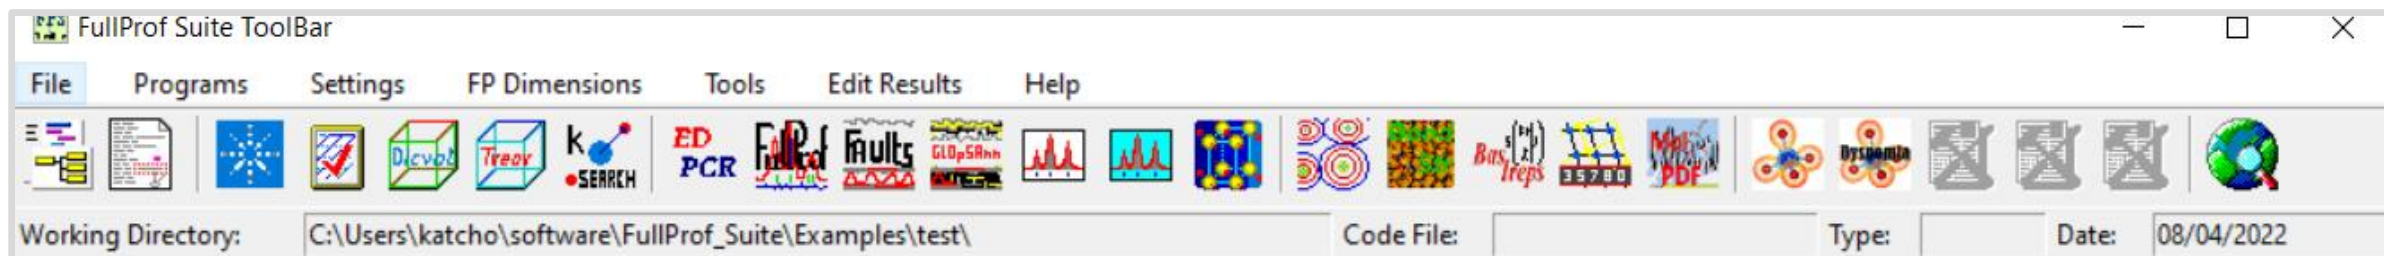 FullProf Suite ToolBar
File Programs Settings FP Dimensions Tools Edit Results Help
Dicvol Treor K SEARCH ED PCR FullProf Faults GLOpSAnn Bas Ireps 35780 PDF Dysnomia
Working Directory: C:\Users\katcho\software\FullProf_Suite\Examples\test\ Code File: Type: Date: 08/04/2022